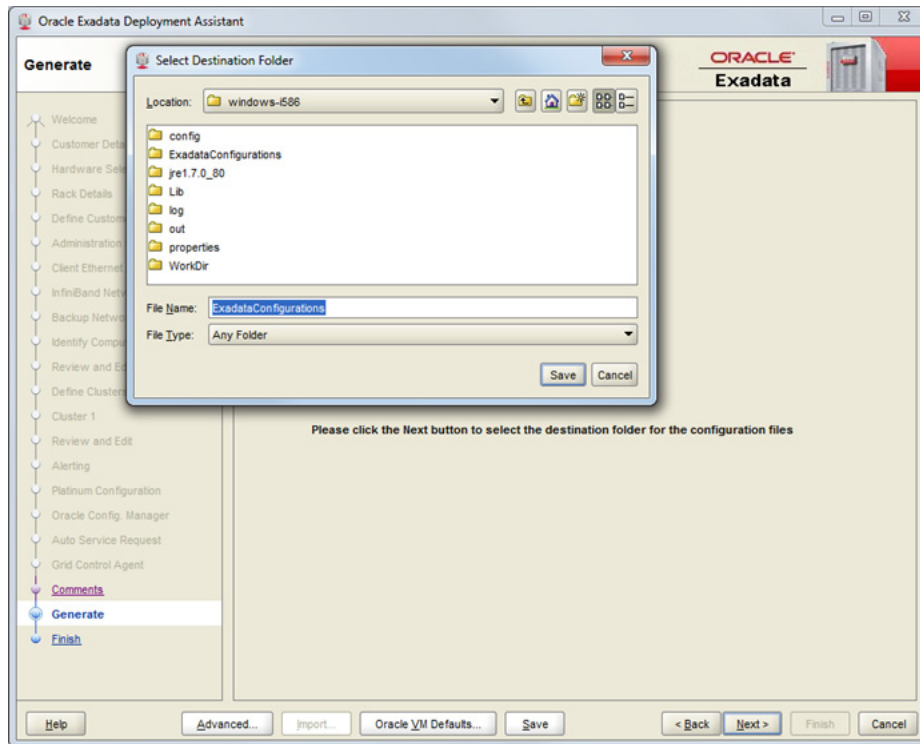 Oracle Exadata Deployment Assistant
Generate
ORACLE
Exadata
Select Destination Folder
Location: windows-i586
config
ExadataConfigurations
jre1.7.0_80
Lib
log
out
properties
WorkDir
File Name: ExadataConfigurations
File Type: Any Folder
Save Cancel
Welcome
Customer Deta
Hardware Sele
Rack Details
Define Custom
Administration
Client Ethernet
InfiniBand Netw
Backup Netwo
Identify Compu
Review and Ed
Define Clusters
Cluster 1
Review and Edit
Alerting
Platinum Configuration
Oracle Config. Manager
Auto Service Request
Grid Control Agent
Comments
Generate
Finish
Please click the Next button to select the destination folder for the configuration files
Help Advanced... Import... Oracle VM Defaults... Save < Back Next > Finish Cancel